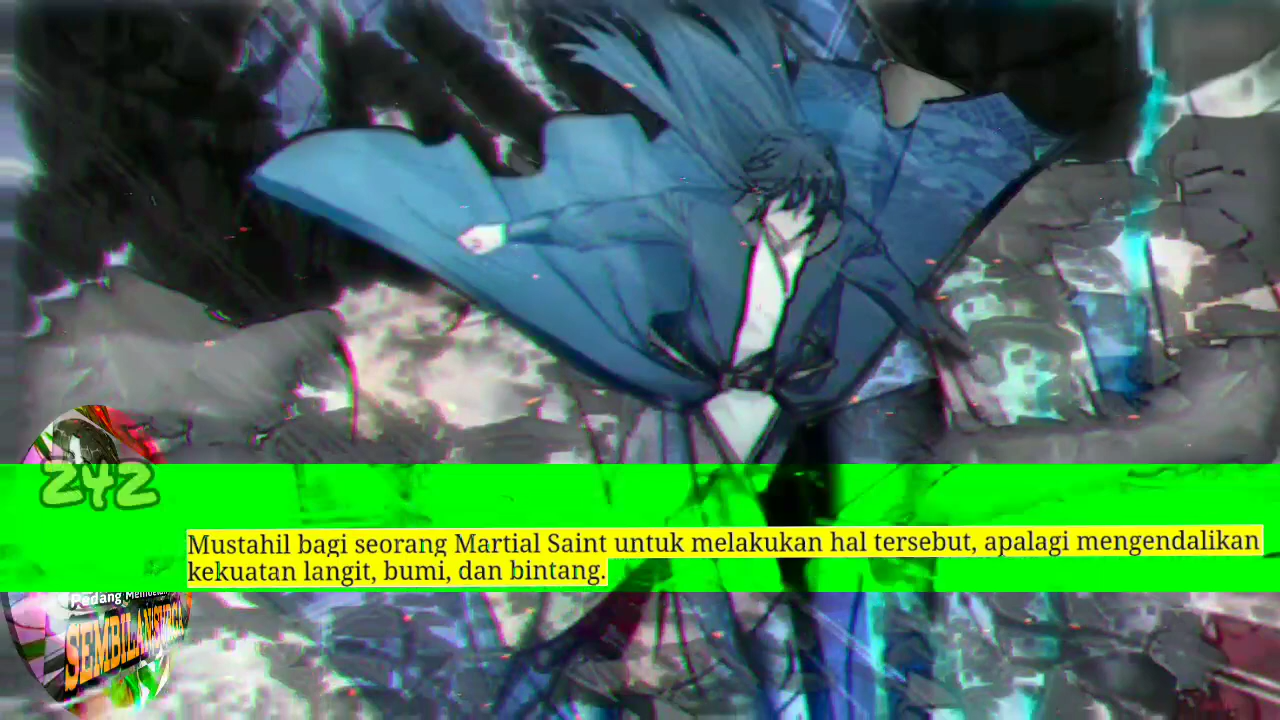 242
Mustahil bagi seorang Martial Saint untuk melakukan hal tersebut, apalagi mengendalikan
kekuatan langit, bumi, dan bintang.
Pedang
SEMBILAN SURGA